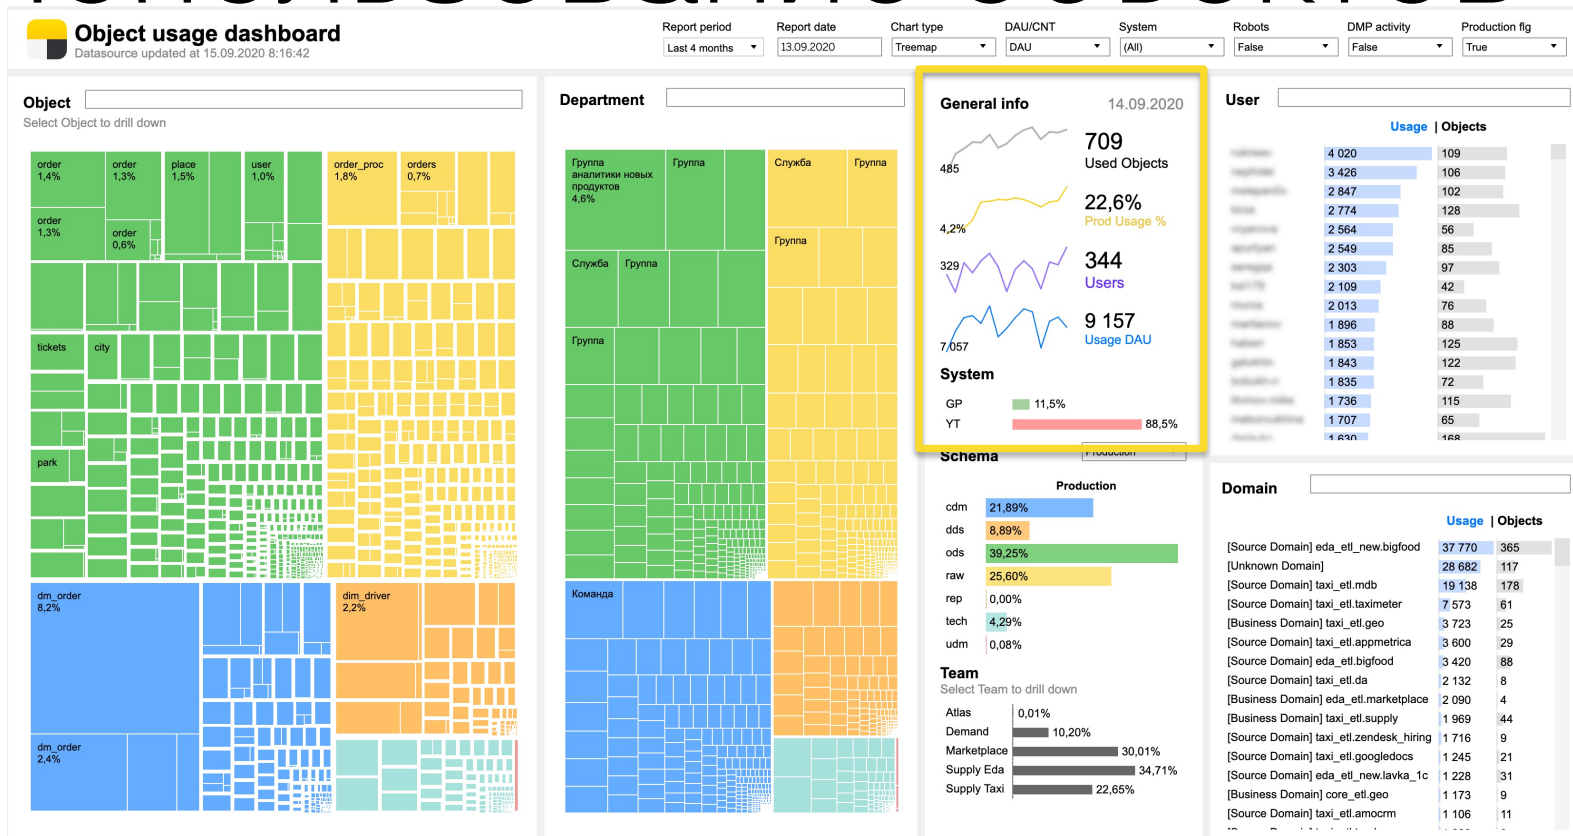 Использование объектов
Object usage dashboard
Datasource updated at 15.09.2020 8:16:42
Report period
Last 4 months
Report date
13.09.2020
Chart type
Treemap
DAU/CNT
DAU
System
(All)
Robots
False
DMP activity
False
Production flg
True
Object
Select Object to drill down
order
1,4%
order
1,3%
place
1,5%
user
1,0%
order_proc
1,8%
orders
0,7%
order
1,3%
order
0,6%
tickets
city
park
dm_order
8,2%
dim_driver
2,2%
dm_order
2,4%
Department
Группа
аналитики новых
продуктов
4,6%
Группа
Служба
Группа
Группа
Служба
Группа
Группа
Команда
General info
14.09.2020
485
709
Used Objects
4,2%
22,6%
Prod Usage %
329
344
Users
7,057
9 157
Usage DAU
System
GP 11,5%
YT 88,5%
Schema
Production
Production
cdm 21,89%
dds 8,89%
ods 39,25%
raw 25,60%
rep 0,00%
tech 4,29%
udm 0,08%
Team
Select Team to drill down
Atlas 0,01%
Demand 10,20%
Marketplace 30,01%
Supply Eda 34,71%
Supply Taxi 22,65%
User
Usage | Objects
4 020 109
3 426 106
2 847 102
2 774 128
2 564 56
2 549 85
2 303 97
2 109 42
2 013 76
1 896 88
1 853 125
1 843 122
1 835 72
1 736 115
1 707 65
1 630 168
Domain
Usage | Objects
[Source Domain] eda_etl_new.bigfood 37 770 365
[Unknown Domain] 28 682 117
[Source Domain] taxi_etl.mdb 19 138 178
[Source Domain] taxi_etl.taximeter 7 573 61
[Business Domain] taxi_etl.geo 3 723 25
[Source Domain] taxi_etl.appmetrica 3 600 29
[Source Domain] eda_etl.bigfood 3 420 88
[Source Domain] taxi_etl.da 2 132 8
[Business Domain] eda_etl.marketplace 2 090 4
[Business Domain] taxi_etl.supply 1 969 44
[Source Domain] taxi_etl.zendesk_hiring 1 716 9
[Source Domain] taxi_etl.googledocs 1 245 21
[Source Domain] eda_etl_new.lavka_1c 1 228 31
[Business Domain] core_etl.geo 1 173 9
[Source Domain] taxi_etl.amocrm 1 106 11